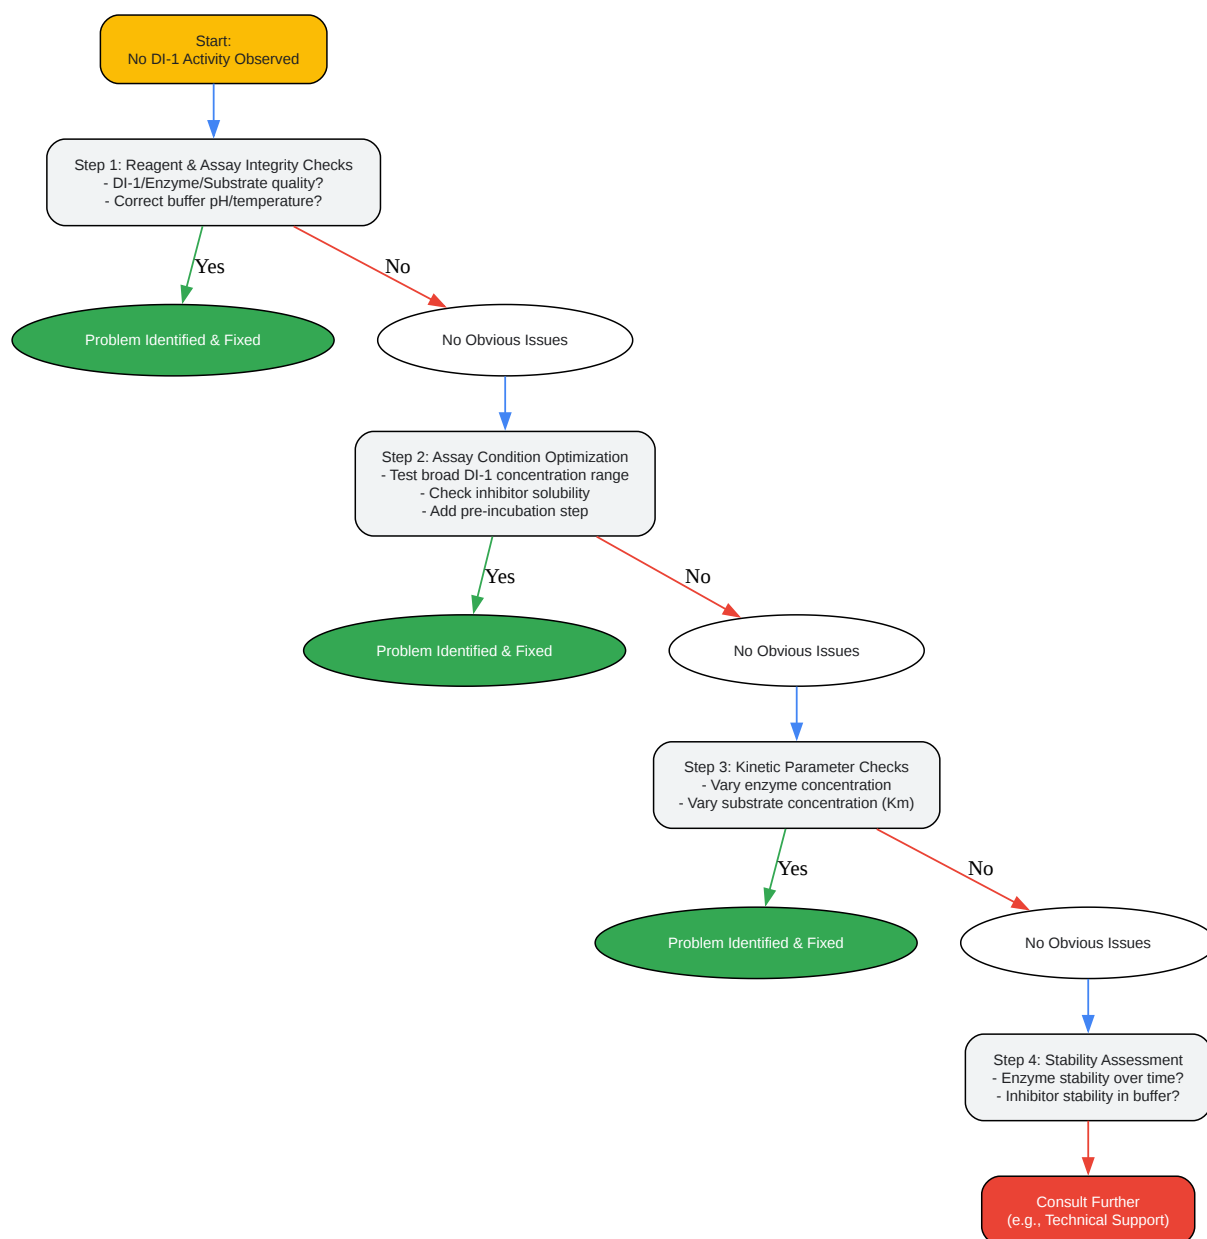 Start:
No DI-1 Activity Observed
Step 1: Reagent & Assay Integrity Checks
- DI-1/Enzyme/Substrate quality?
- Correct buffer pH/temperature?
Yes
No
Problem Identified & Fixed
No Obvious Issues
Step 2: Assay Condition Optimization
- Test broad DI-1 concentration range
- Check inhibitor solubility
- Add pre-incubation step
Yes
No
Problem Identified & Fixed
No Obvious Issues
Step 3: Kinetic Parameter Checks
- Vary enzyme concentration
- Vary substrate concentration (Km)
Yes
No
Problem Identified & Fixed
No Obvious Issues
Step 4: Stability Assessment
- Enzyme stability over time?
- Inhibitor stability in buffer?
Consult Further
(e.g., Technical Support)